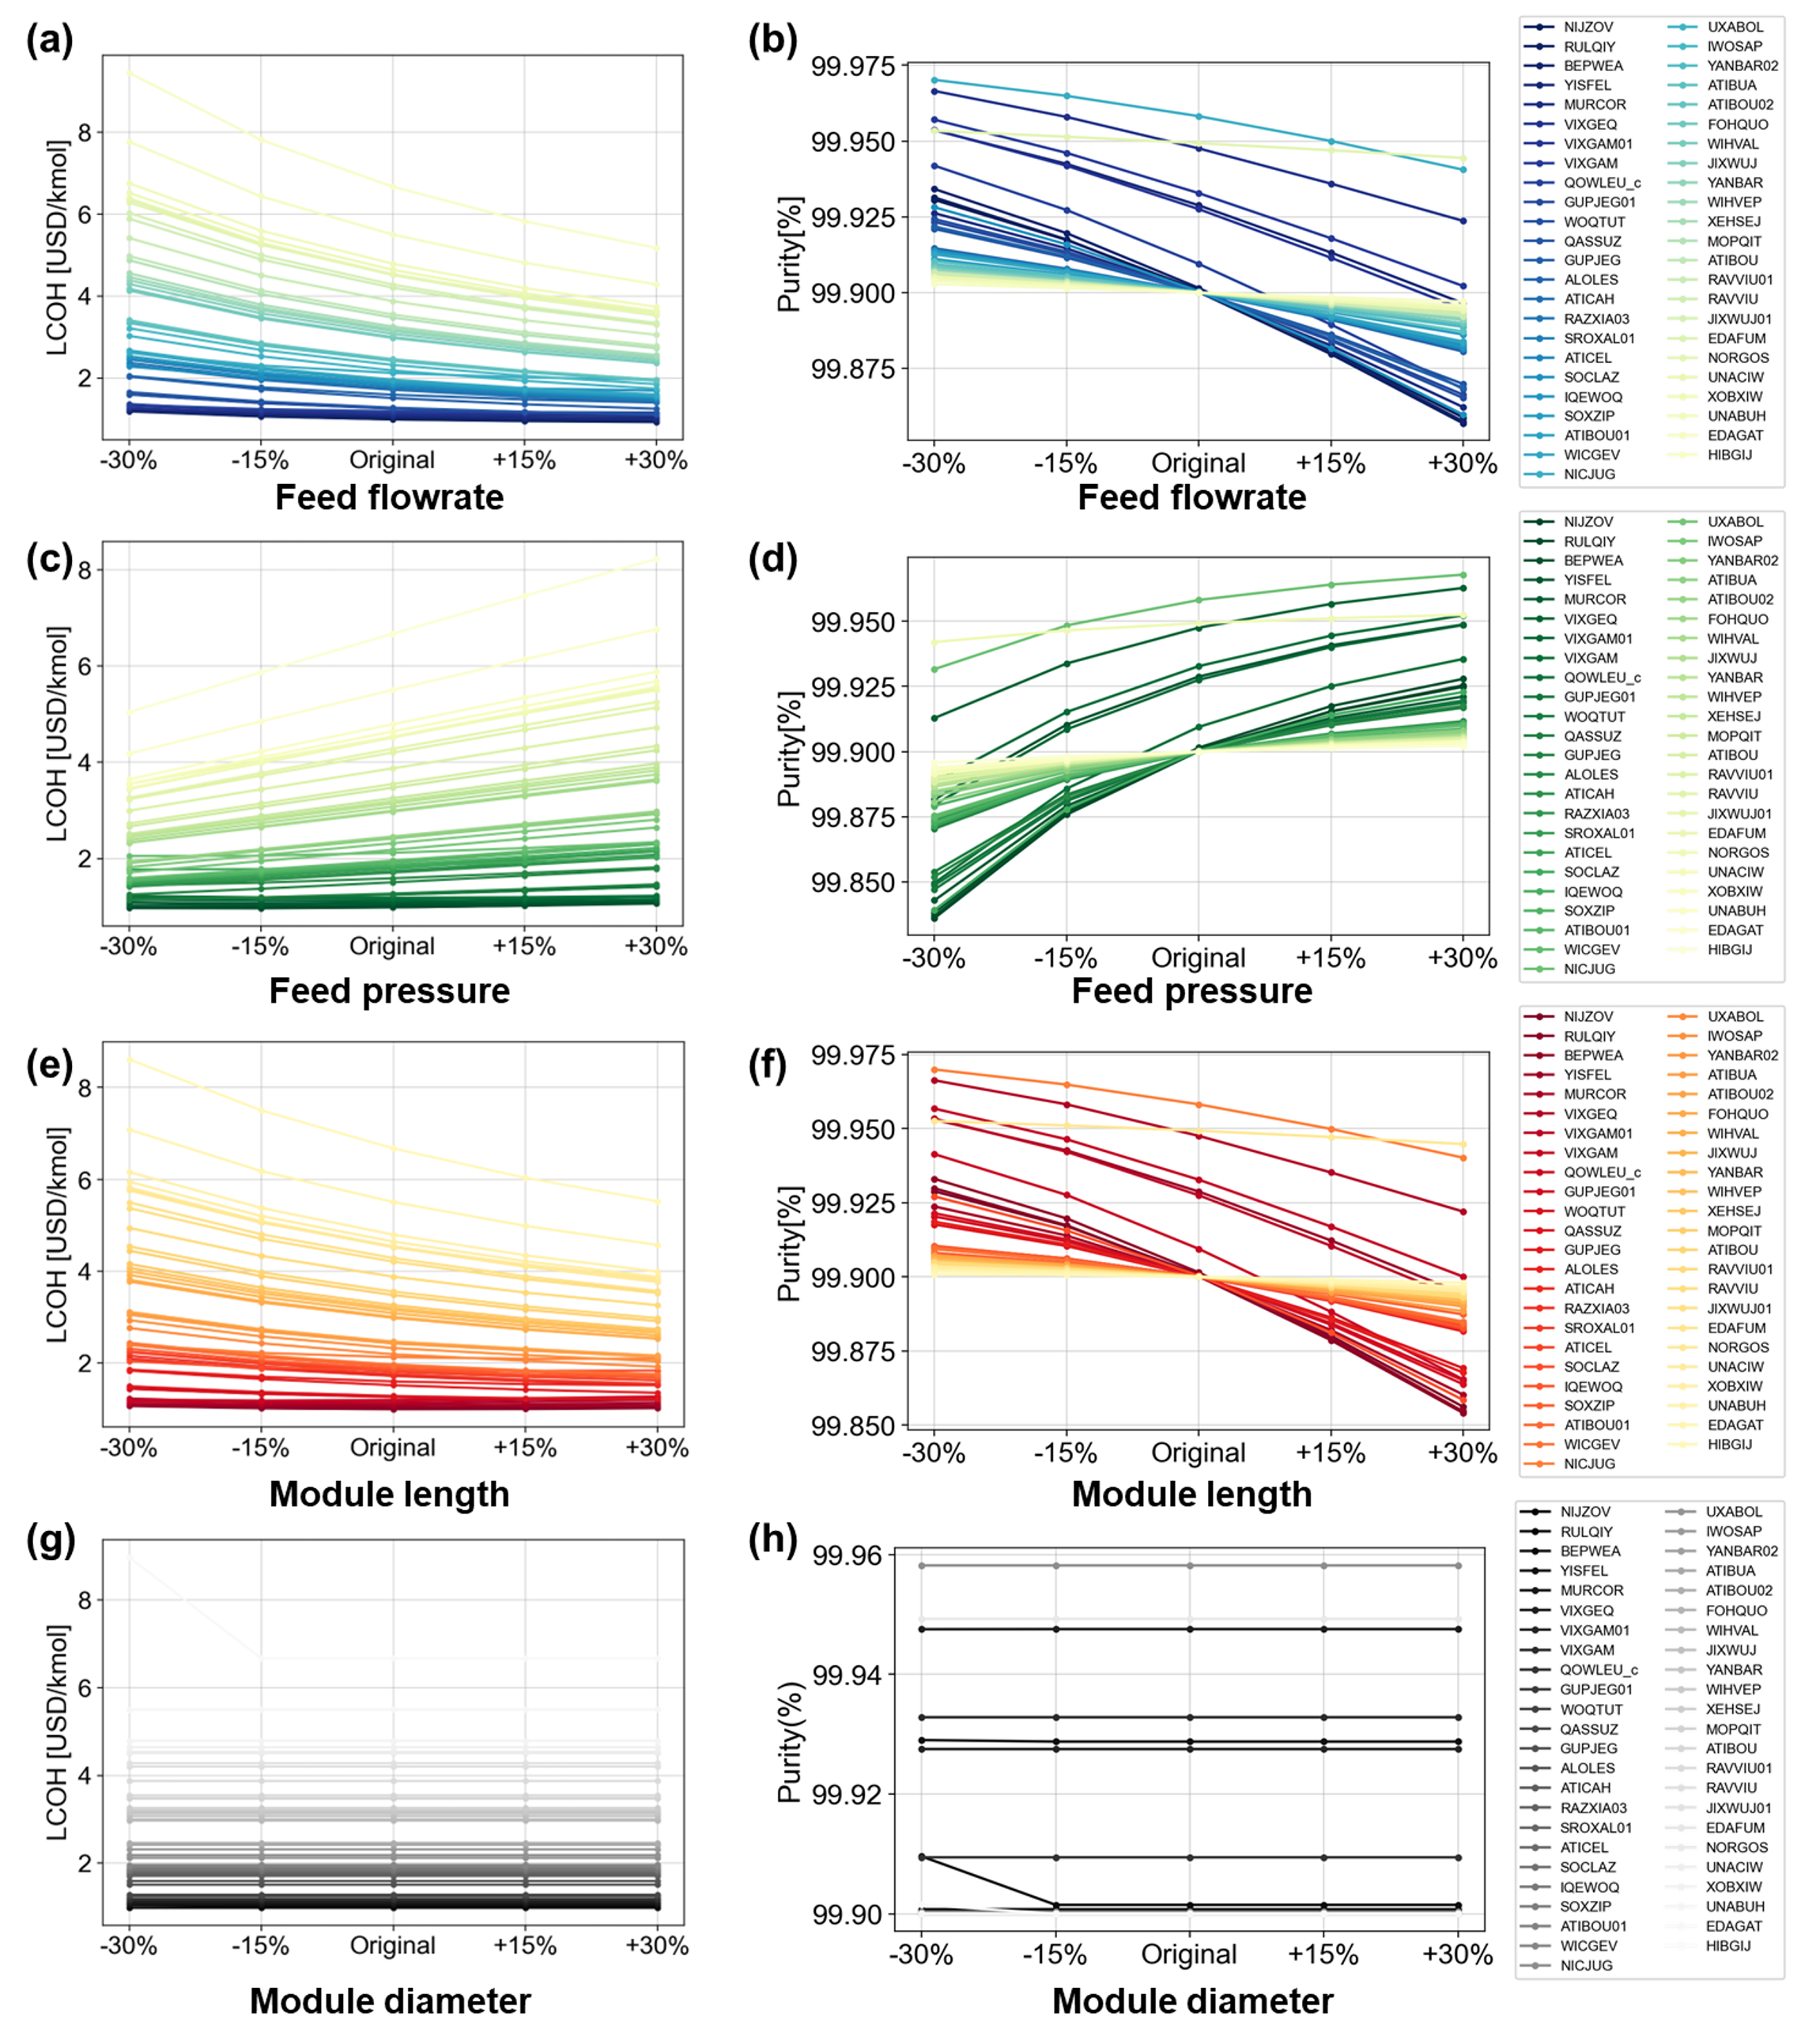 (a)
LCOH [USD/kmol]
8
6
4
2
-30% -15% Original +15% +30%
Feed flowrate
(b)
Purity[%]
99.975
99.950
99.925
99.900
99.875
-30% -15% Original +15% +30%
Feed flowrate
NIJZOV UXABOL
RULQIY IWOSAP
BEPWEA YANBAR02
YISFEL ATIBUA
MURCOR ATIBOU02
VIXGEQ FOHQUO
VIXGAM01 WIHVAL
VIXGAM JIXWUJ
QOWLEU_c YANBAR
GUPJEG01 WIHVEP
WOQTUT XEHSEJ
QASSUZ MOPQIT
GUPJEG ATIBOU
ALOLES RAVVIU01
ATICAH RAVVIU
RAZXIA03 JIXWUJ01
SROXAL01 EDAFUM
ATICEL NORGOS
SOCLAZ UNACIW
IQEWOQ XOBXIW
SOXZIP UNABUH
ATIBOU01 EDAGAT
WICGEV HIBGIJ
NICJUG
(c)
LCOH [USD/kmol]
8
6
4
2
-30% -15% Original +15% +30%
Feed pressure
(d)
Purity[%]
99.950
99.925
99.900
99.875
99.850
-30% -15% Original +15% +30%
Feed pressure
NIJZOV UXABOL
RULQIY IWOSAP
BEPWEA YANBAR02
YISFEL ATIBUA
MURCOR ATIBOU02
VIXGEQ FOHQUO
VIXGAM01 WIHVAL
VIXGAM JIXWUJ
QOWLEU_c YANBAR
GUPJEG01 WIHVEP
WOQTUT XEHSEJ
QASSUZ MOPQIT
GUPJEG ATIBOU
ALOLES RAVVIU01
ATICAH RAVVIU
RAZXIA03 JIXWUJ01
SROXAL01 EDAFUM
ATICEL NORGOS
SOCLAZ UNACIW
IQEWOQ XOBXIW
SOXZIP UNABUH
ATIBOU01 EDAGAT
WICGEV HIBGIJ
NICJUG
(e)
LCOH [USD/kmol]
8
6
4
2
-30% -15% Original +15% +30%
Module length
(f)
Purity[%]
99.975
99.950
99.925
99.900
99.875
99.850
-30% -15% Original +15% +30%
Module length
NIJZOV UXABOL
RULQIY IWOSAP
BEPWEA YANBAR02
YISFEL ATIBUA
MURCOR ATIBOU02
VIXGEQ FOHQUO
VIXGAM01 WIHVAL
VIXGAM JIXWUJ
QOWLEU_c YANBAR
GUPJEG01 WIHVEP
WOQTUT XEHSEJ
QASSUZ MOPQIT
GUPJEG ATIBOU
ALOLES RAVVIU01
ATICAH RAVVIU
RAZXIA03 JIXWUJ01
SROXAL01 EDAFUM
ATICEL NORGOS
SOCLAZ UNACIW
IQEWOQ XOBXIW
SOXZIP UNABUH
ATIBOU01 EDAGAT
WICGEV HIBGIJ
NICJUG
(g)
LCOH [USD/kmol]
8
6
4
2
-30% -15% Original +15% +30%
Module diameter
(h)
Purity(%)
99.96
99.94
99.92
99.90
-30% -15% Original +15% +30%
Module diameter
NIJZOV UXABOL
RULQIY IWOSAP
BEPWEA YANBAR02
YISFEL ATIBUA
MURCOR ATIBOU02
VIXGEQ FOHQUO
VIXGAM01 WIHVAL
VIXGAM JIXWUJ
QOWLEU_c YANBAR
GUPJEG01 WIHVEP
WOQTUT XEHSEJ
QASSUZ MOPQIT
GUPJEG ATIBOU
ALOLES RAVVIU01
ATICAH RAVVIU
RAZXIA03 JIXWUJ01
SROXAL01 EDAFUM
ATICEL NORGOS
SOCLAZ UNACIW
IQEWOQ XOBXIW
SOXZIP UNABUH
ATIBOU01 EDAGAT
WICGEV HIBGIJ
NICJUG